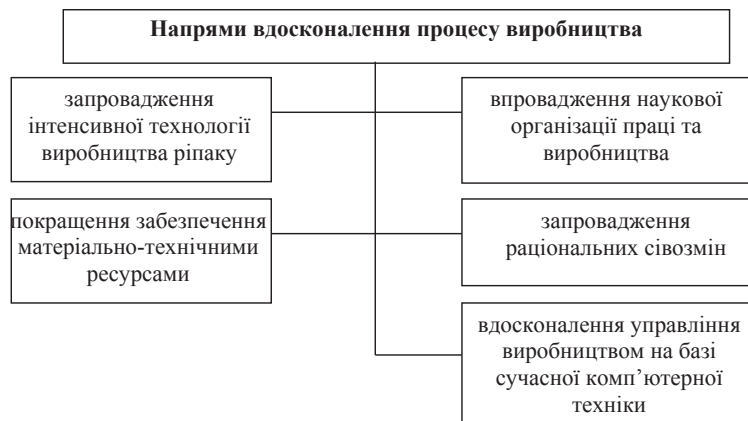 Напрями вдосконалення процесу виробництва
запровадження
інтенсивної технології
виробництва ріпаку
впровадження наукової
організації праці та
виробництва
покращення забезпечення
матеріально-технічними
ресурсами
запровадження
раціональних сівозмін
вдосконалення управління
виробництвом на базі
сучасної комп’ютерної
техніки